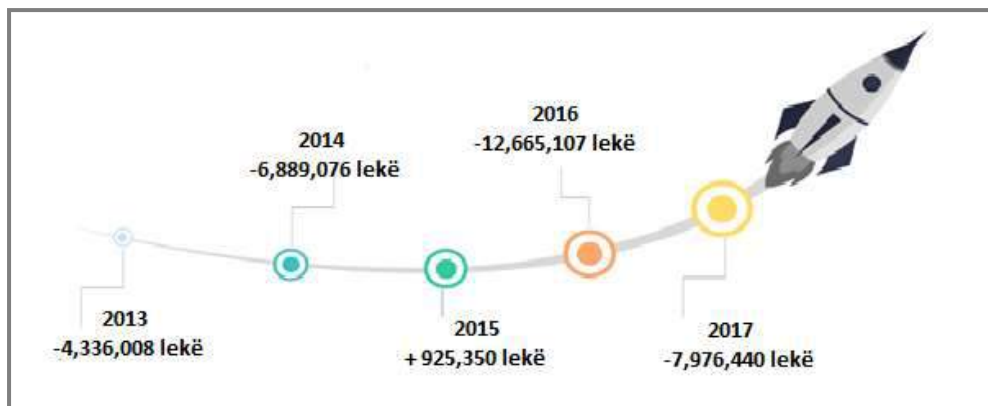 2013
-4,336,008 lekë
2014
-6,889,076 lekë
2015
+ 925,350 lekë
2016
-12,665,107 lekë
2017
-7,976,440 lekë